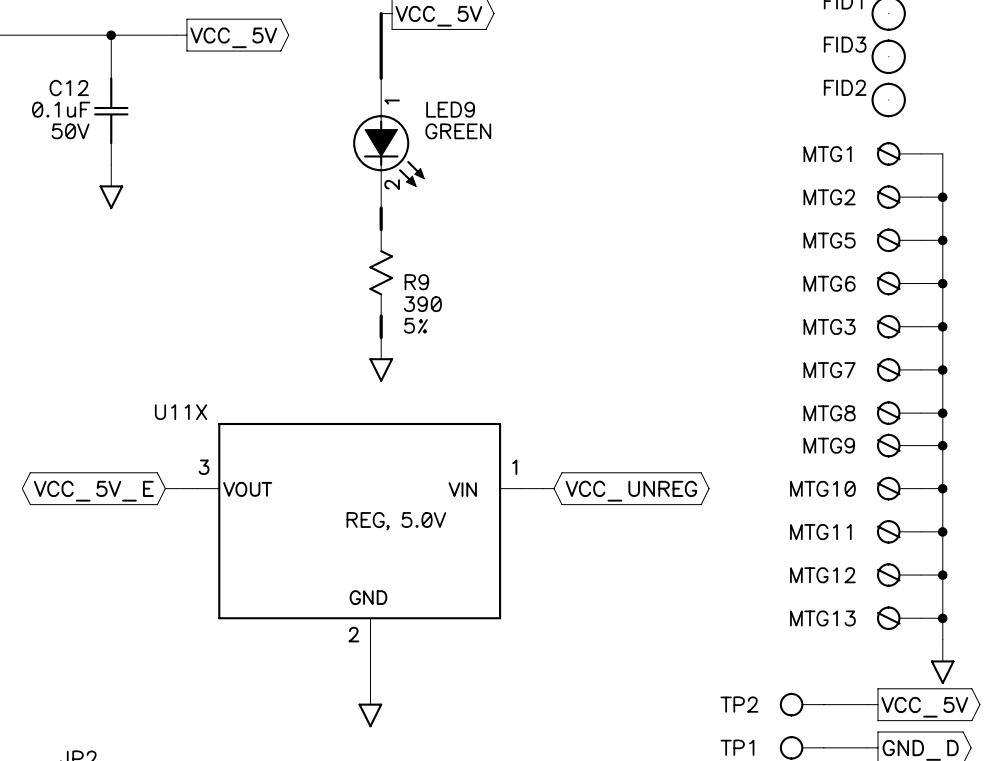 VCC_5V
VCC_5V
FID1
FID3
FID2
C12
0.1uF
50V
1
LED9
GREEN
2
R9
390
5%
MTG1
MTG2
MTG5
MTG6
MTG3
MTG7
MTG8
MTG9
MTG10
MTG11
MTG12
MTG13
U11X
VCC_5V_E
3
VOUT
VIN
1
VCC_UNREG
REG, 5.0V
GND
2
TP2
VCC_5V
TP1
GND_D
JP2